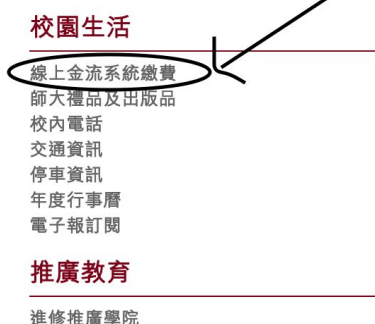 校園生活
線上金流系統繳費
師大禮品及出版品
校內電話
交通資訊
停車資訊
年度行事曆
電子報訂閱
推廣教育
進修推廣學院